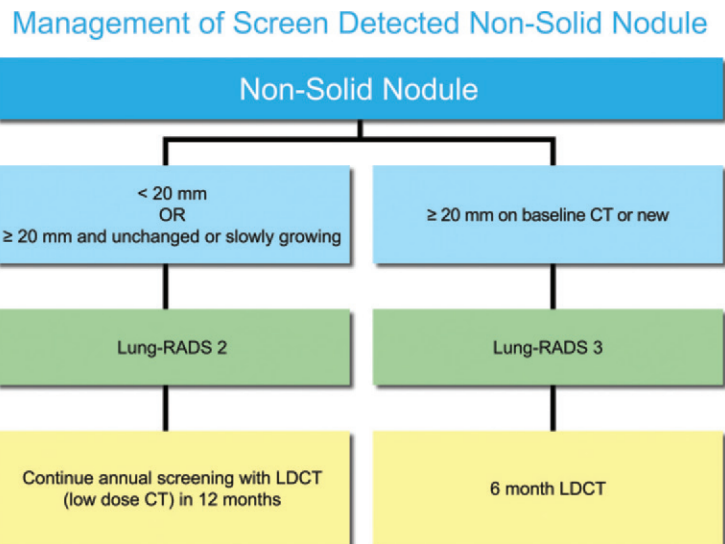 Management of Screen Detected Non-Solid Nodule
Non-Solid Nodule
< 20 mm
OR
≥ 20 mm and unchanged or slowly growing
≥ 20 mm on baseline CT or new
Lung-RADS 2
Lung-RADS 3
Continue annual screening with LDCT
(low dose CT) in 12 months
6 month LDCT